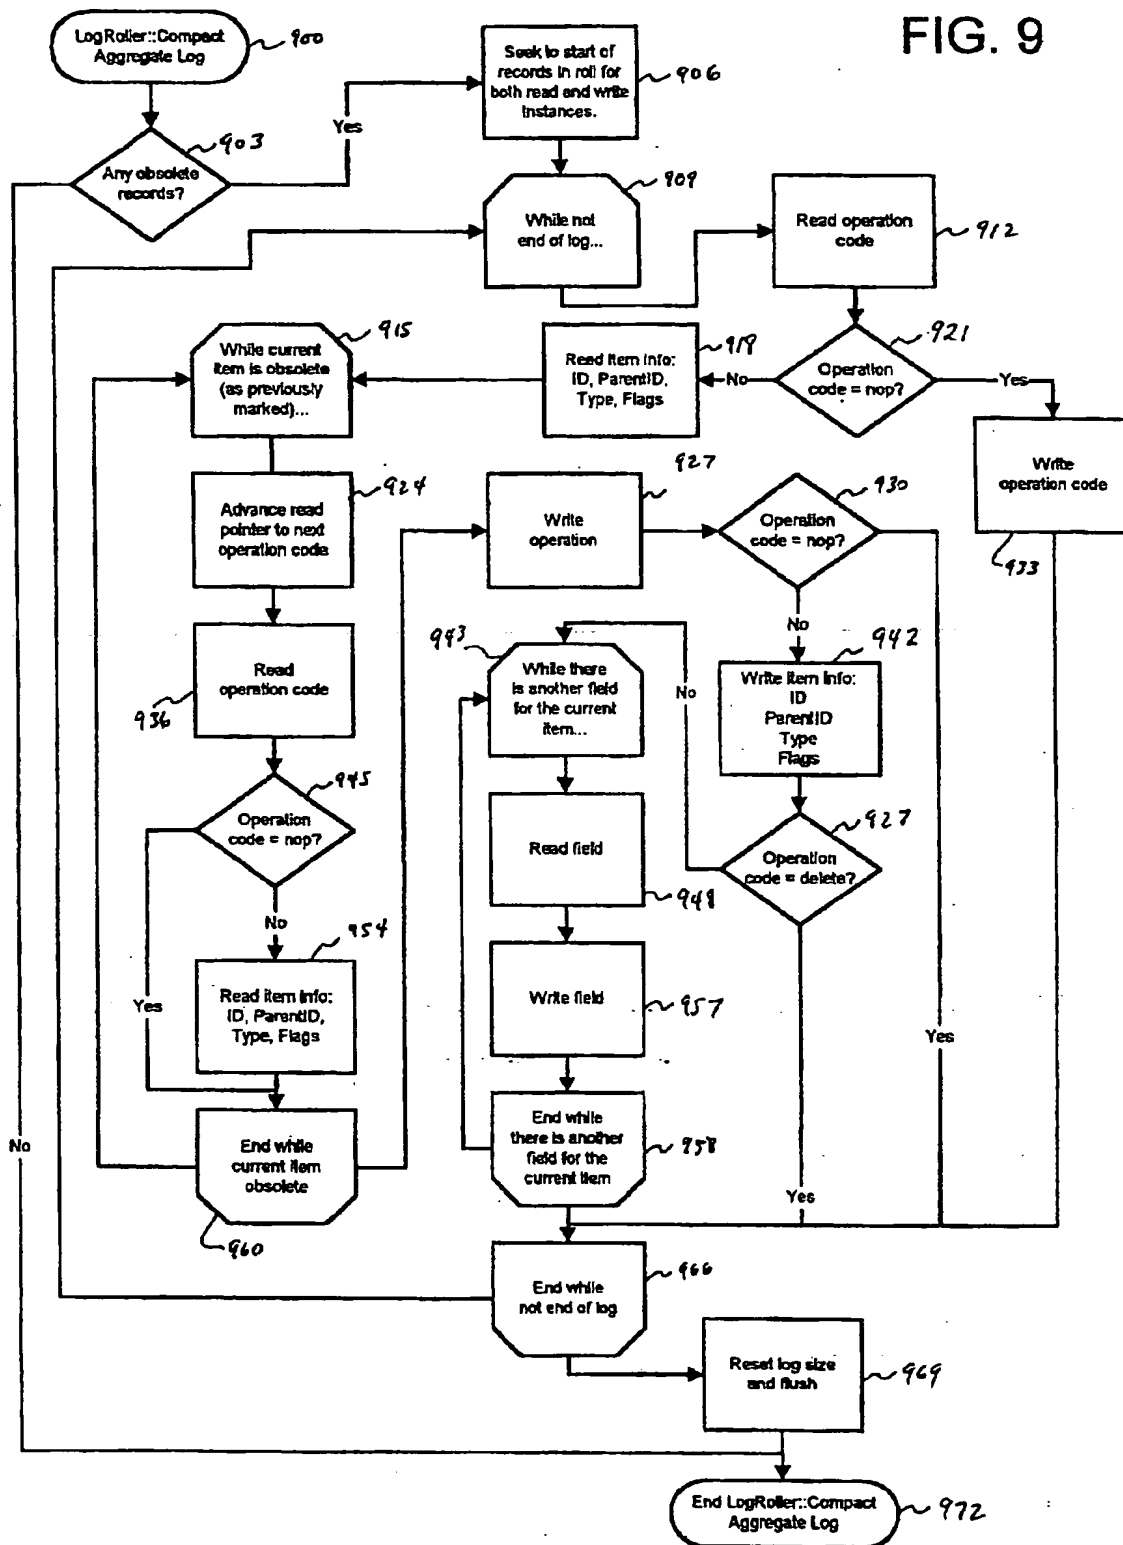 FIG. 9
LogRoller::Compact
Aggregate Log
900
Seek to start of
records in roll for
both read and write
instances.
906
Yes
903
Any obsolete
records?
909
While not
end of log...
Read operation
code
912
915
While current
item is obsolete
(as previously
marked)...
918
Read item info:
ID, ParentID,
Type, Flags
No
921
Operation
code = nop?
Yes
924
Advance read
pointer to next
operation code
927
Write
operation
930
Operation
code = nop?
Write
operation code
933
Read
operation code
936
943
While there
is another field
for the current
item...
No
No
942
Write item info:
ID
ParentID
Type
Flags
945
Operation
code = nop?
Read field
948
927
Operation
code = delete?
No
954
Yes
Read item info:
ID, ParentID,
Type, Flags
Write field
957
Yes
No
End while
current item
obsolete
960
End while
there is another
field for the
current item
958
Yes
End while
not end of log
966
Reset log size
and flush
969
End LogRoller::Compact
Aggregate Log
972